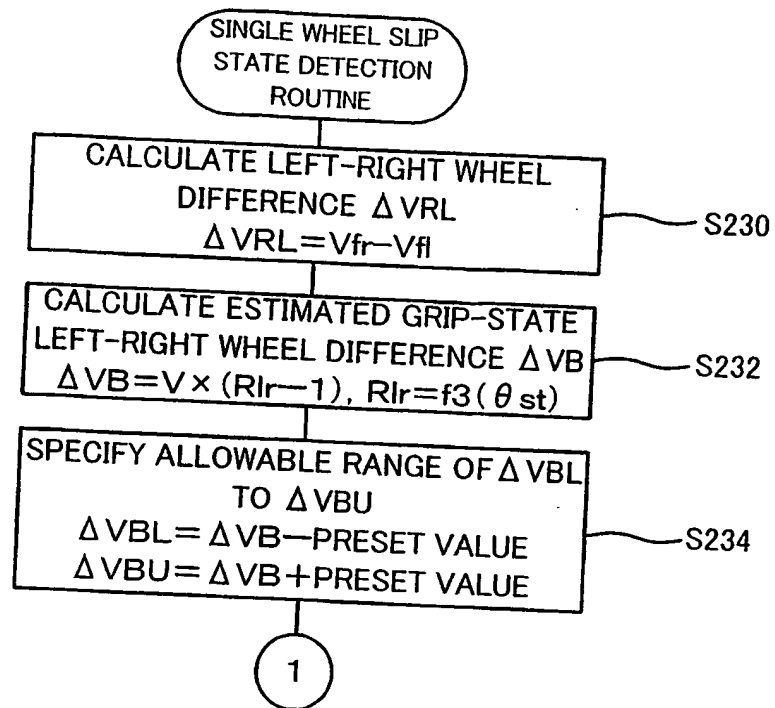 SINGLE WHEEL SLIP
STATE DETECTION
ROUTINE
CALCULATE LEFT-RIGHT WHEEL
DIFFERENCE ΔVRL
ΔVRL=Vfr−Vfl
S230
CALCULATE ESTIMATED GRIP-STATE
LEFT-RIGHT WHEEL DIFFERENCE ΔVB
ΔVB=V×(Rlr−1), Rlr=f3(θst)
S232
SPECIFY ALLOWABLE RANGE OF ΔVBL
TO ΔVBU
ΔVBL=ΔVB−PRESET VALUE
ΔVBU=ΔVB+PRESET VALUE
S234
1